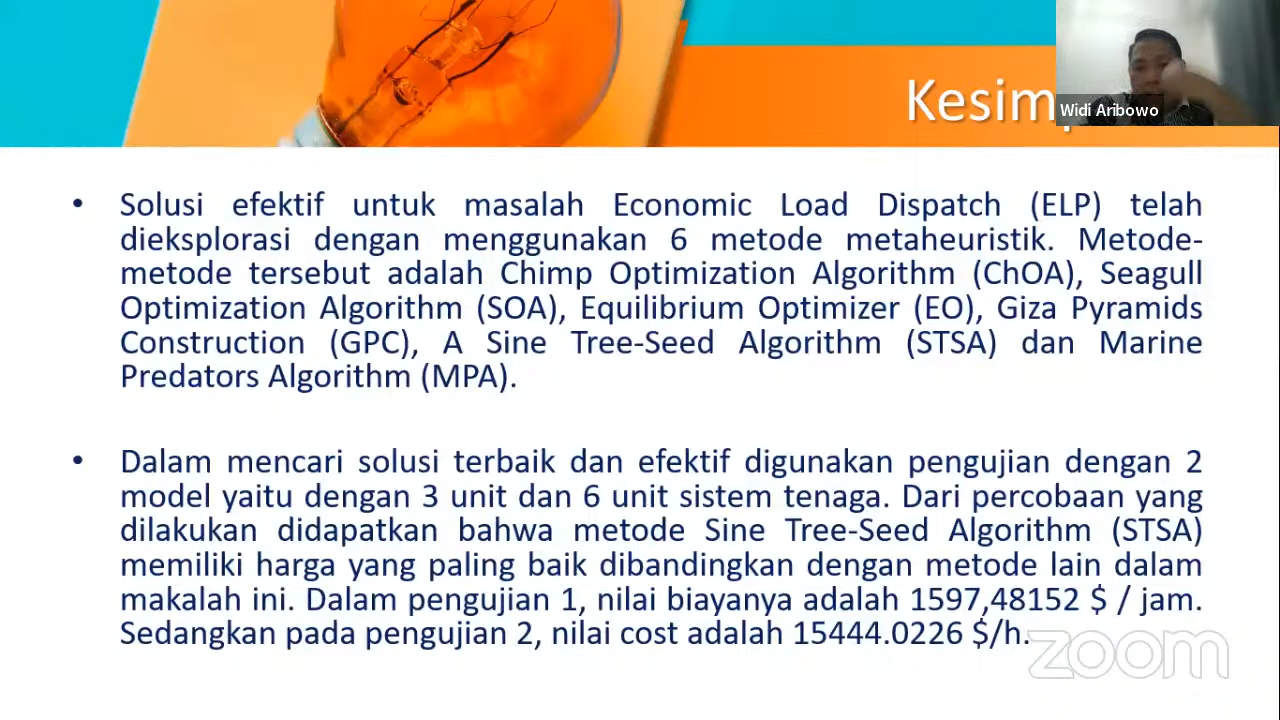 Kesim
Widi Aribowo
• Solusi efektif untuk masalah Economic Load Dispatch (ELP) telah
dieksplorasi dengan menggunakan 6 metode metaheuristik. Metode-
metode tersebut adalah Chimp Optimization Algorithm (ChOA), Seagull
Optimization Algorithm (SOA), Equilibrium Optimizer (EO), Giza Pyramids
Construction (GPC), A Sine Tree-Seed Algorithm (STSA) dan Marine
Predators Algorithm (MPA).
• Dalam mencari solusi terbaik dan efektif digunakan pengujian dengan 2
model yaitu dengan 3 unit dan 6 unit sistem tenaga. Dari percobaan yang
dilakukan didapatkan bahwa metode Sine Tree-Seed Algorithm (STSA)
memiliki harga yang paling baik dibandingkan dengan metode lain dalam
makalah ini. Dalam pengujian 1, nilai biayanya adalah 1597,48152 $ / jam.
Sedangkan pada pengujian 2, nilai cost adalah 15444.0226 $/h.
zoom